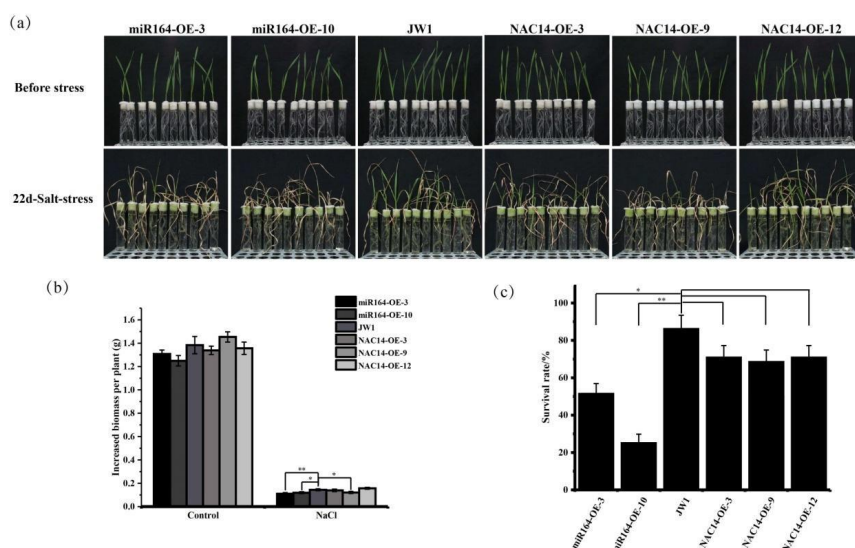 (a)
miR164-OE-3 miR164-OE-10 JW1 NAC14-OE-3 NAC14-OE-9 NAC14-OE-12
Before stress
22d-Salt-stress
(b)
miR164-OE-3
miR164-OE-10
JW1
NAC14-OE-3
NAC14-OE-9
NAC14-OE-12
Increased biomass per plant (g)
1.6
1.4
1.2
1.0
0.8
0.6
0.4
0.2
0.0
**
*
*
Control NaCl
(c)
*
**
Survival rate/%
100
80
60
40
20
0
miR164-OE-3
miR164-OE-10
JW1
NAC14-OE-3
NAC14-OE-9
NAC14-OE-12